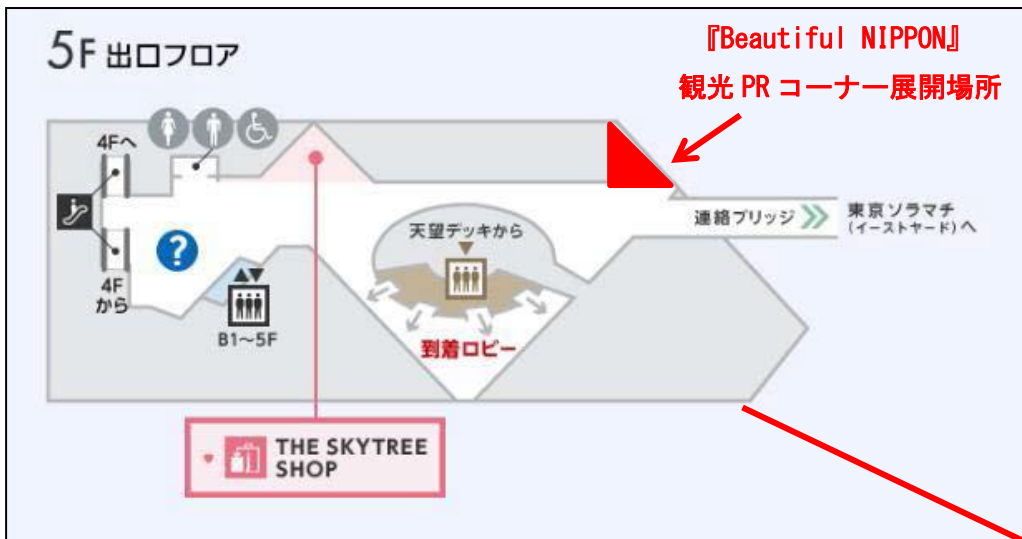 5F 出口フロア
『Beautiful NIPPON』
観光 PR コーナー展開場所
4Fへ
連絡ブリッジ
東京ソラマチ
(イーストヤード)へ
天望デッキから
?
4F
から
B1～5F
到着ロビー
THE SKYTREE
SHOP